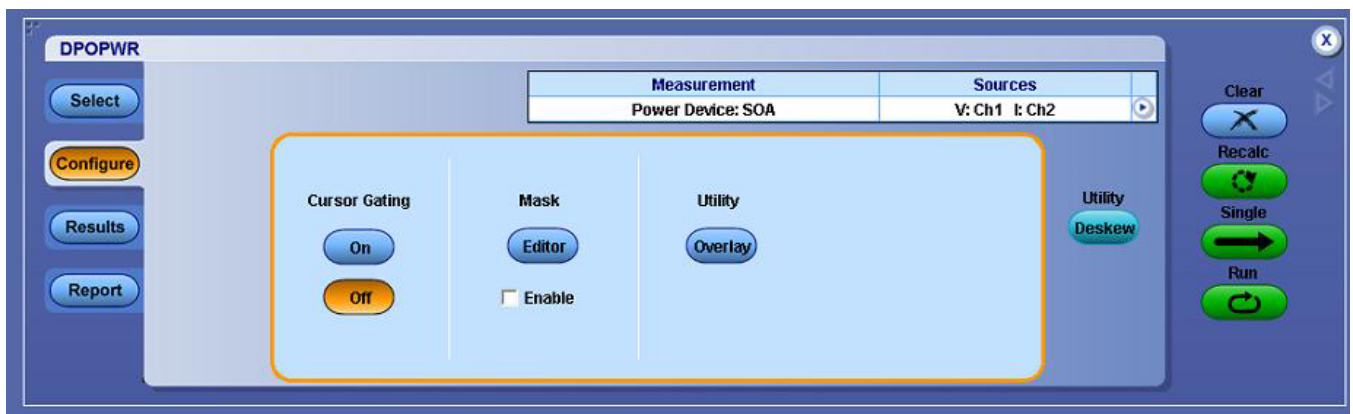 DPOPWR
X
Select
Configure
Results
Report
Measurement Sources
Power Device: SOA V: Ch1 I: Ch2
Cursor Gating
On
Off
Mask
Editor
Enable
Utility
Overlay
Utility
Deskew
Clear
Recalc
Single
Run